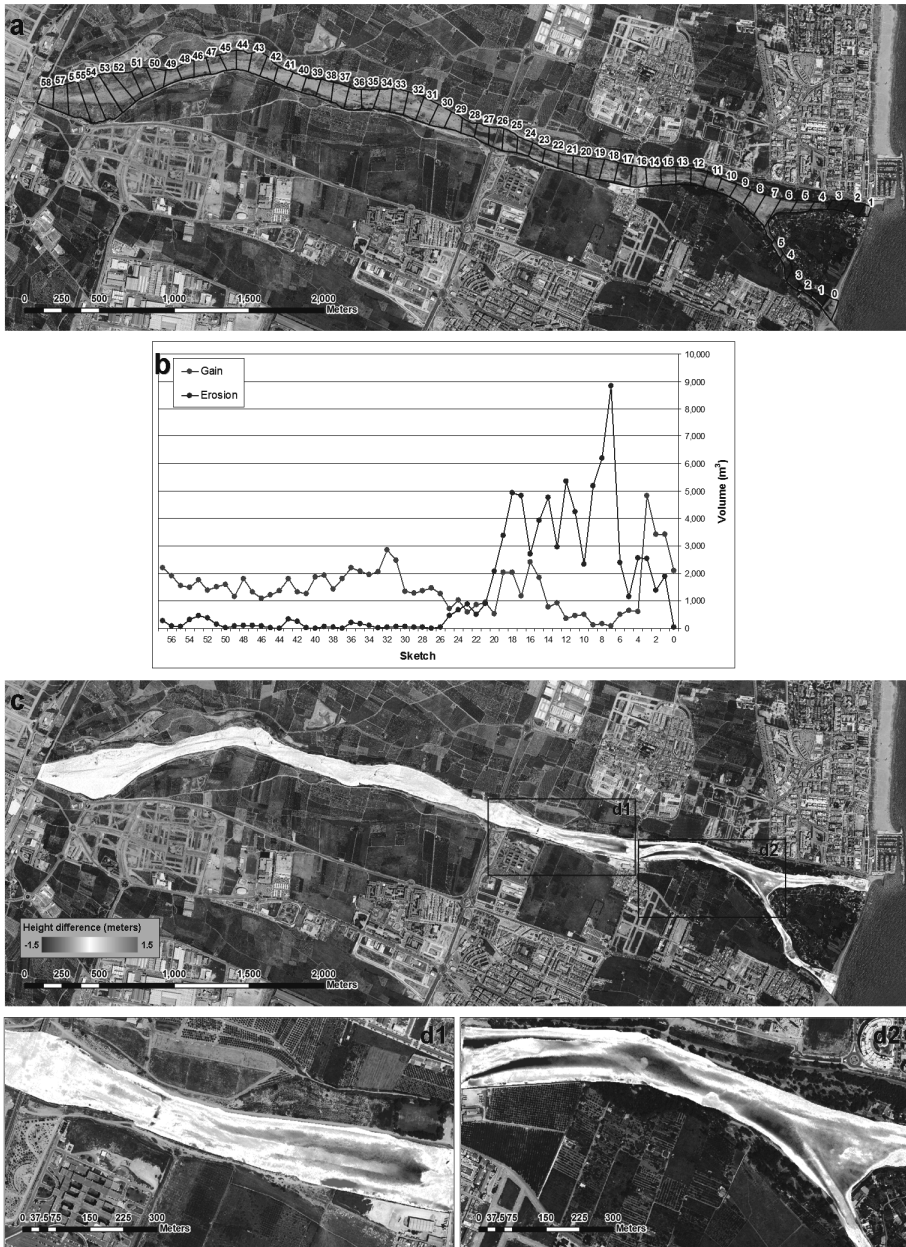 a
58 57 56 55 54 53 52 51 50 49 48 46 47 45 44 43 42 41 40 39 38 37 36 35 34 33 32 31 30 29 28 27 26 25 24 23 22 21 20 19 18 17 16 14 15 13 12 11 10 9 8 7 6 5 4 3 2 1
5 4 3 2 1 0
0 250 500 1,000 1,500 2,000
Meters
b
Gain
Erosion
10,000
9,000
8,000
7,000
6,000
5,000
4,000
3,000
2,000
1,000
0
Volume (m³)
56 54 52 50 48 46 44 42 40 38 36 34 32 30 28 26 24 22 20 18 16 14 12 10 8 6 4 2 0
Sketch
c
d1
d2
Height difference (meters)
-1.5 1.5
0 250 500 1,000 1,500 2,000
Meters
d1
0 37.5 75 150 225 300
Meters
d2
0 37.5 75 150 225 300
Meters